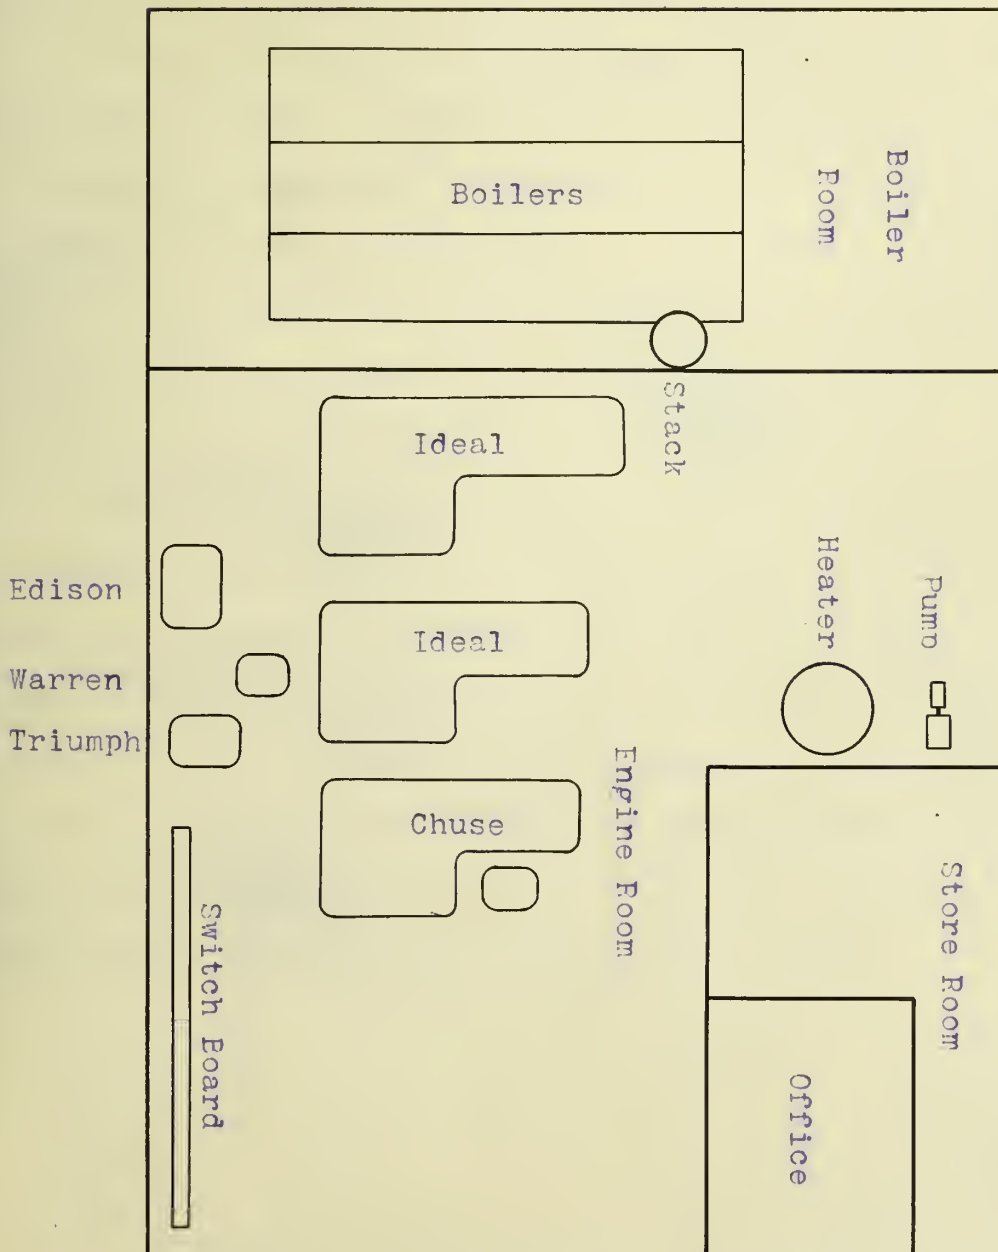 Boilers
Boiler
Room
Stack
Ideal
Edison
Ideal
Heater
Pump
Warren
Triumph
Chuse
Engine Room
Store Room
Switch Board
Office